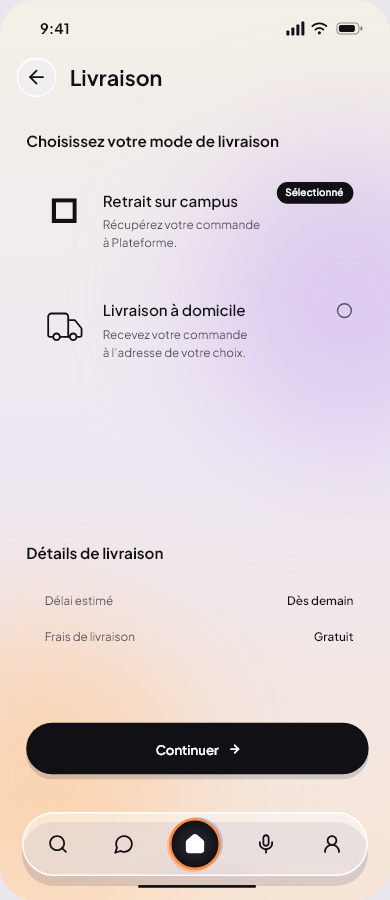 9:41
Livraison
Choisissez votre mode de livraison
Sélectionné
Retrait sur campus
Récupérez votre commande
à Plateforme.
Livraison à domicile
Recevez votre commande
à l'adresse de votre choix.
Détails de livraison
Délai estimé Dès demain
Frais de livraison Gratuit
Continuer →